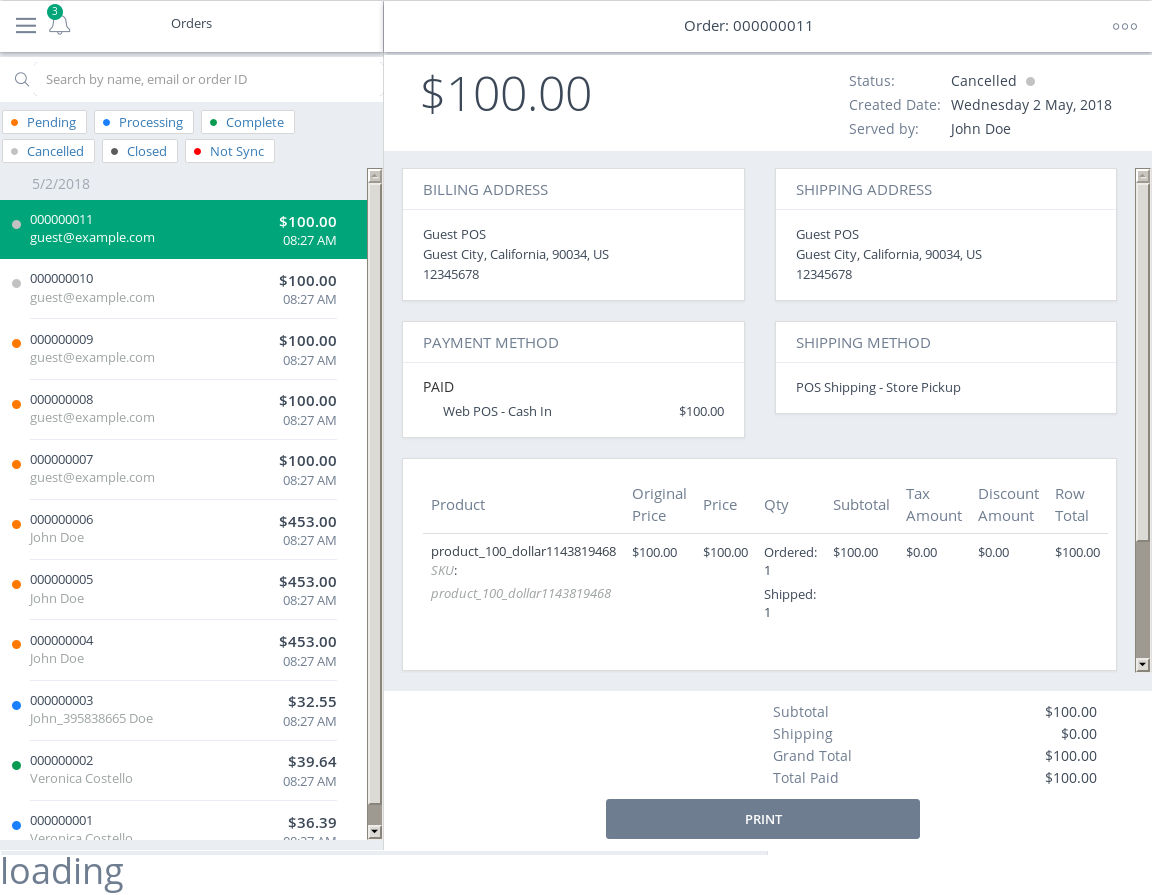 3
Orders
Search by name, email or order ID
Pending
Processing
Complete
Cancelled
Closed
Not Sync
5/2/2018
000000011 $100.00
guest@example.com 08:27 AM
000000010 $100.00
guest@example.com 08:27 AM
000000009 $100.00
guest@example.com 08:27 AM
000000008 $100.00
guest@example.com 08:27 AM
000000007 $100.00
guest@example.com 08:27 AM
000000006 $453.00
John Doe 08:27 AM
000000005 $453.00
John Doe 08:27 AM
000000004 $453.00
John Doe 08:27 AM
000000003 $32.55
John_395838665 Doe 08:27 AM
000000002 $39.64
Veronica Costello 08:27 AM
000000001 $36.39
Veronica Costello 08:27 AM
Order: 000000011
$100.00
Status: Cancelled
Created Date: Wednesday 2 May, 2018
Served by: John Doe
BILLING ADDRESS
Guest POS
Guest City, California, 90034, US
12345678
SHIPPING ADDRESS
Guest POS
Guest City, California, 90034, US
12345678
PAYMENT METHOD
PAID
Web POS - Cash In $100.00
SHIPPING METHOD
POS Shipping - Store Pickup
Product Original Price Price Qty Subtotal Tax Amount Discount Amount Row Total
product_100_dollar1143819468 $100.00 $100.00 Ordered: $100.00 $0.00 $0.00 $100.00
SKU: 1
product_100_dollar1143819468 Shipped:
1
Subtotal $100.00
Shipping $0.00
Grand Total $100.00
Total Paid $100.00
PRINT
loading